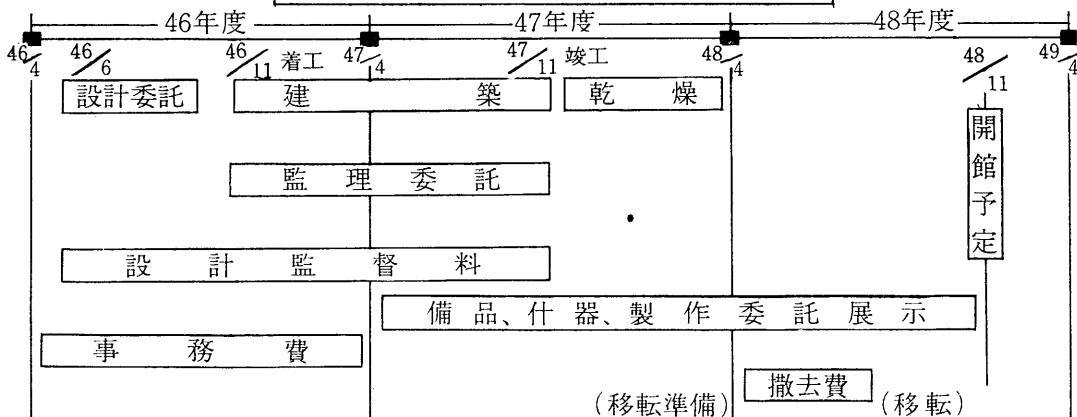 46年度 47年度 48年度
46/4 46/6 46/11 着工 47/4 47/11 竣工 48/4 48/11 49/4
設計委託 建築 乾燥
開館予定
監理委託
設計監督料
備品、什器、製作委託展示
事務費
撤去費
(移転準備) (移転)